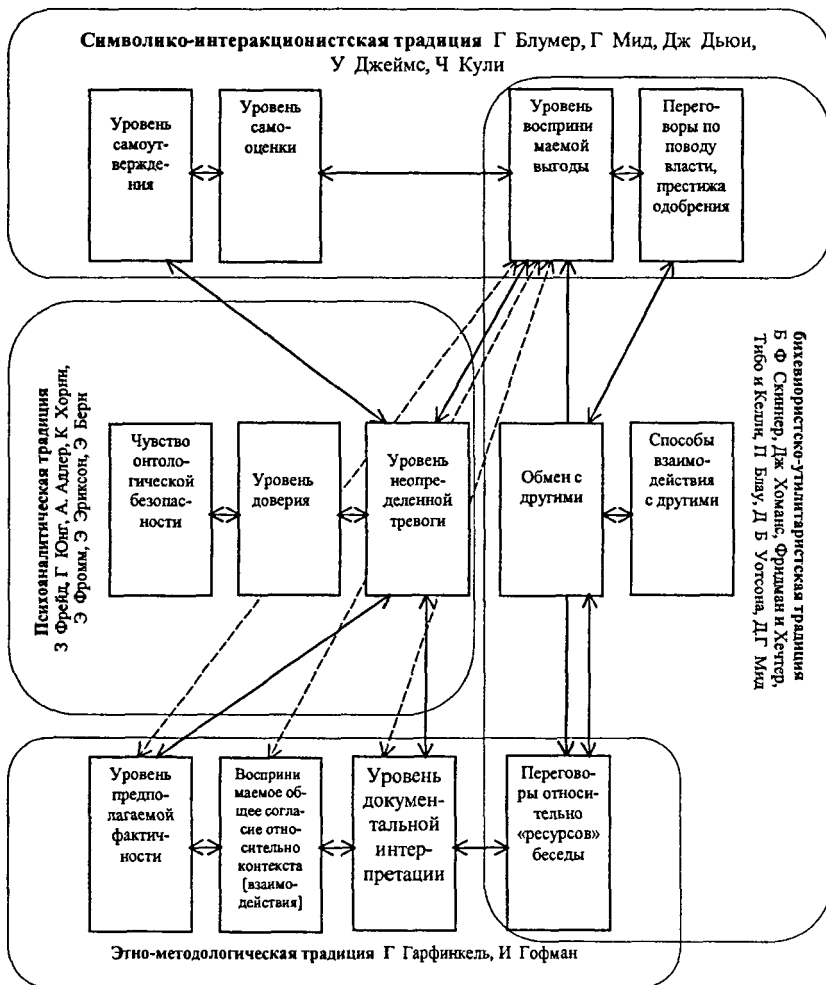 Символико-интеракционистская традиция Г Блумер, Г Мид, Дж Дьюи,
У Джеймс, Ч Кули
Уровень
самоут-
вержде-
ния
Уровень
само-
оценки
Уровень
восприни
маемой
выгоды
Перего-
воры по
поводу
власти,
престижа
одобрения
Психоаналитическая традиция
З Фрейд, Г Юнг, А. Адлер, К Хорни,
Э Фромм, Э Эриксон, Э Берн
Чувство
онтоло-
гической
безопас-
ности
Уровень
доверия
Уровень
неопре-
деленной
тревоги
Обмен с
другими
Способы
взаимо-
действия
с другими
бихевиористско-утилитаристская традиция
Б Ф Скиннер, Дж Хоманс, Фридман и Хечтер,
Тибо и Келли, П Блау, Д Б Уотсона, Д.Г Мид
Уровень
предпо-
лагаемой
фактич-
ности
Восприни
маемое об-
щее согла-
сие отно-
сительно
контекста
[взаимо-
действия]
Уровень
докумен-
тальной
интер-
претации
Перегово-
ры относи-
тельно
«ресурсов»
беседы
Этно-методологическая традиция Г Гарфинкель, И Гофман